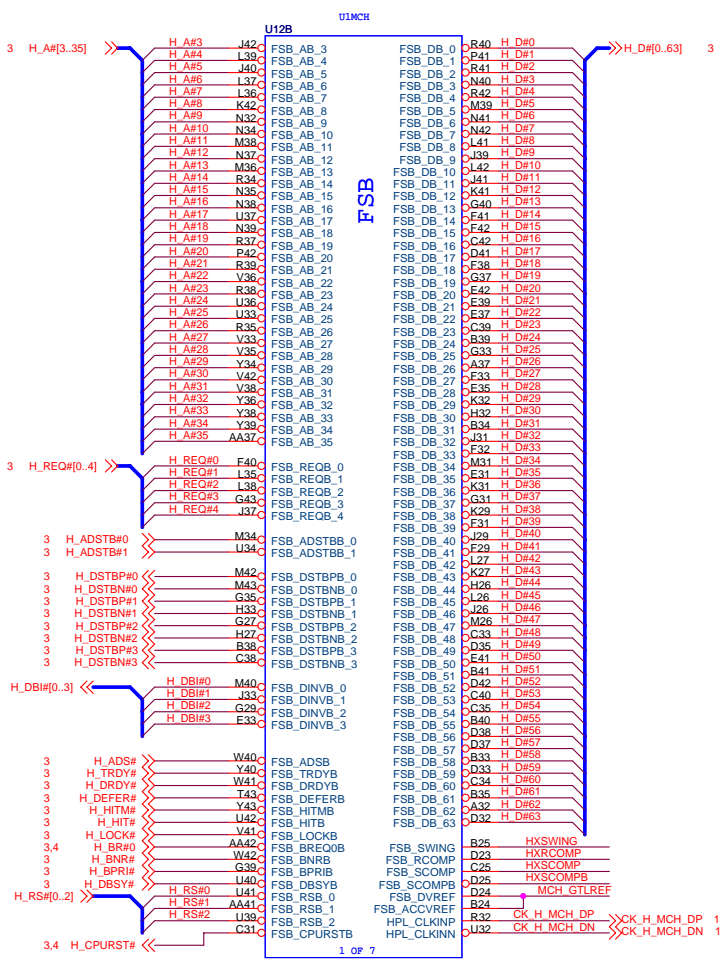 U1MCH
U12B
3 H_A#[3..35]
H_A#3 J42 FSB_AB_3
H_A#4 L39 FSB_AB_4
H_A#5 J40 FSB_AB_5
H_A#6 L37 FSB_AB_6
H_A#7 L36 FSB_AB_7
H_A#8 K42 FSB_AB_8
H_A#9 N32 FSB_AB_9
H_A#10 N34 FSB_AB_10
H_A#11 M38 FSB_AB_11
H_A#12 N37 FSB_AB_12
H_A#13 M36 FSB_AB_13
H_A#14 R34 FSB_AB_14
H_A#15 N35 FSB_AB_15
H_A#16 N38 FSB_AB_16
H_A#17 U37 FSB_AB_17
H_A#18 N39 FSB_AB_18
H_A#19 R37 FSB_AB_19
H_A#20 P42 FSB_AB_20
H_A#21 R39 FSB_AB_21
H_A#22 V36 FSB_AB_22
H_A#23 R38 FSB_AB_23
H_A#24 U36 FSB_AB_24
H_A#25 U33 FSB_AB_25
H_A#26 R35 FSB_AB_26
H_A#27 V33 FSB_AB_27
H_A#28 V35 FSB_AB_28
H_A#29 Y34 FSB_AB_29
H_A#30 V42 FSB_AB_30
H_A#31 V38 FSB_AB_31
H_A#32 Y36 FSB_AB_32
H_A#33 Y38 FSB_AB_33
H_A#34 Y39 FSB_AB_34
H_A#35 AA37 FSB_AB_35
3 H_REQ#[0..4]
H_REQ#0 F40 FSB_REQB_0
H_REQ#1 L35 FSB_REQB_1
H_REQ#2 L38 FSB_REQB_2
H_REQ#3 G43 FSB_REQB_3
H_REQ#4 J37 FSB_REQB_4
3 H_ADSTB#0 M34 FSB_ADSTBB_0
3 H_ADSTB#1 U34 FSB_ADSTBB_1
3 H_DSTBP#0 M42 FSB_DSTBPB_0
3 H_DSTBN#0 M43 FSB_DSTBNB_0
3 H_DSTBP#1 G35 FSB_DSTBPB_1
3 H_DSTBN#1 H33 FSB_DSTBNB_1
3 H_DSTBP#2 G27 FSB_DSTBPB_2
3 H_DSTBN#2 H27 FSB_DSTBNB_2
3 H_DSTBP#3 B38 FSB_DSTBPB_3
3 H_DSTBN#3 C38 FSB_DSTBNB_3
H_DBI#[0..3]
H_DBI#0 M40 FSB_DINVB_0
H_DBI#1 J33 FSB_DINVB_1
H_DBI#2 G29 FSB_DINVB_2
H_DBI#3 E33 FSB_DINVB_3
3 H_ADS# W40 FSB_ADSB
3 H_TRDY# Y40 FSB_TRDYB
3 H_DRDY# W41 FSB_DRDYB
3 H_DEFER# T43 FSB_DEFERB
3 H_HITM# Y43 FSB_HITMB
3 H_HIT# U42 FSB_HITB
3 H_LOCK# V41 FSB_LOCKB
3,4 H_BR#0 AA42 FSB_BREQ0B
3 H_BNR# W42 FSB_BNRB
3 H_BPRI# G39 FSB_BPRIB
3 H_DBSY# U40 FSB_DBSYB
H_RS#[0..2]
H_RS#0 U41 FSB_RSB_0
H_RS#1 AA41 FSB_RSB_1
H_RS#2 U39 FSB_RSB_2
3,4 H_CPURST# C31 FSB_CPURSTB
FSB
FSB_DB_0 R40 H_D#0
H_D#[0..63] 3
FSB_DB_1 P41 H_D#1
FSB_DB_2 R41 H_D#2
FSB_DB_3 N40 H_D#3
FSB_DB_4 R42 H_D#4
FSB_DB_5 M39 H_D#5
FSB_DB_6 N41 H_D#6
FSB_DB_7 N42 H_D#7
FSB_DB_8 L41 H_D#8
FSB_DB_9 J39 H_D#9
FSB_DB_10 L42 H_D#10
FSB_DB_11 J41 H_D#11
FSB_DB_12 K41 H_D#12
FSB_DB_13 G40 H_D#13
FSB_DB_14 F41 H_D#14
FSB_DB_15 F42 H_D#15
FSB_DB_16 C42 H_D#16
FSB_DB_17 D41 H_D#17
FSB_DB_18 F38 H_D#18
FSB_DB_19 G37 H_D#19
FSB_DB_20 E42 H_D#20
FSB_DB_21 E39 H_D#21
FSB_DB_22 E37 H_D#22
FSB_DB_23 C39 H_D#23
FSB_DB_24 B39 H_D#24
FSB_DB_25 G33 H_D#25
FSB_DB_26 A37 H_D#26
FSB_DB_27 F33 H_D#27
FSB_DB_28 E35 H_D#28
FSB_DB_29 K32 H_D#29
FSB_DB_30 H32 H_D#30
FSB_DB_31 B34 H_D#31
FSB_DB_32 J31 H_D#32
FSB_DB_33 F32 H_D#33
FSB_DB_34 M31 H_D#34
FSB_DB_35 E31 H_D#35
FSB_DB_36 K31 H_D#36
FSB_DB_37 G31 H_D#37
FSB_DB_38 K29 H_D#38
FSB_DB_39 F31 H_D#39
FSB_DB_40 J29 H_D#40
FSB_DB_41 F29 H_D#41
FSB_DB_42 L27 H_D#42
FSB_DB_43 K27 H_D#43
FSB_DB_44 H26 H_D#44
FSB_DB_45 L26 H_D#45
FSB_DB_46 J26 H_D#46
FSB_DB_47 M26 H_D#47
FSB_DB_48 C33 H_D#48
FSB_DB_49 D35 H_D#49
FSB_DB_50 E41 H_D#50
FSB_DB_51 B41 H_D#51
FSB_DB_52 D42 H_D#52
FSB_DB_53 C40 H_D#53
FSB_DB_54 C35 H_D#54
FSB_DB_55 B40 H_D#55
FSB_DB_56 D38 H_D#56
FSB_DB_57 D37 H_D#57
FSB_DB_58 B33 H_D#58
FSB_DB_59 D33 H_D#59
FSB_DB_60 C34 H_D#60
FSB_DB_61 B35 H_D#61
FSB_DB_62 A32 H_D#62
FSB_DB_63 D32 H_D#63
FSB_SWING B25 HXSWING
FSB_RCOMP D23 HXRCOMP
FSB_SCOMP C25 HXSCOMP
FSB_SCOMPB D25 HXSCOMPB
FSB_DVREF D24 MCH_GTLREF
FSB_ACCVREF B24
HPL_CLKINP R32 CK_H_MCH_DP CK_H_MCH_DP 1
HPL_CLKINN U32 CK_H_MCH_DN CK_H_MCH_DN 1
1 OF 7